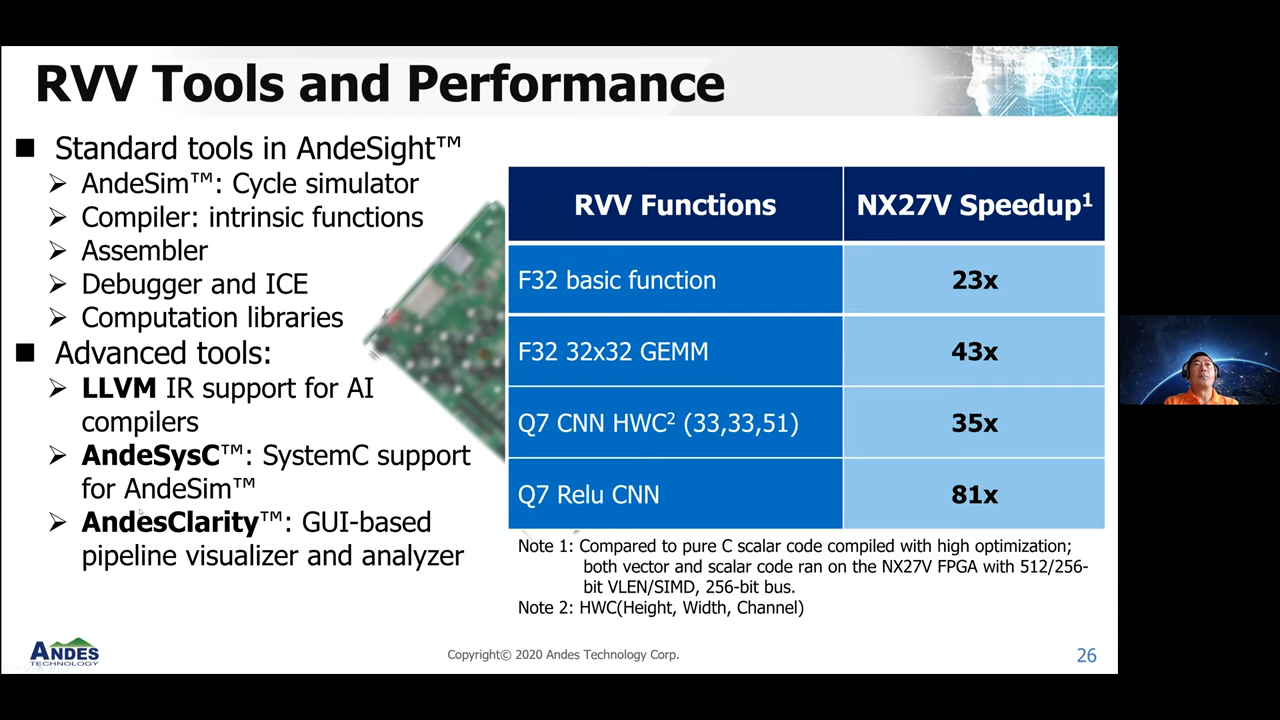 RVV Tools and Performance
■ Standard tools in AndeSight™
➢ AndeSim™: Cycle simulator
➢ Compiler: intrinsic functions
➢ Assembler
➢ Debugger and ICE
➢ Computation libraries
■ Advanced tools:
➢ LLVM IR support for AI
compilers
➢ AndeSysC™: SystemC support
for AndeSim™
➢ AndesClarity™: GUI-based
pipeline visualizer and analyzer
RVV Functions NX27V Speedup¹
F32 basic function 23x
F32 32x32 GEMM 43x
Q7 CNN HWC² (33,33,51) 35x
Q7 Relu CNN 81x
Note 1: Compared to pure C scalar code compiled with high optimization;
both vector and scalar code ran on the NX27V FPGA with 512/256-
bit VLEN/SIMD, 256-bit bus.
Note 2: HWC(Height, Width, Channel)
ANDES
TECHNOLOGY
Copyright© 2020 Andes Technology Corp.
26